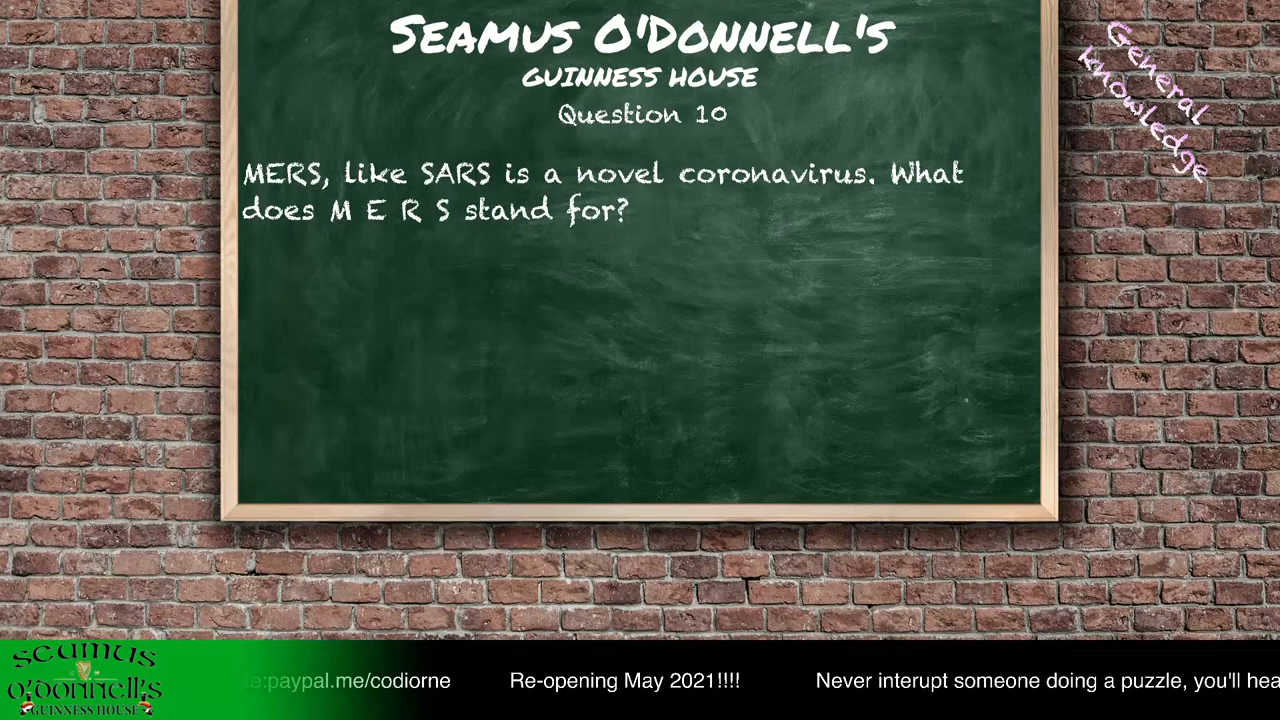 Seamus O'Donnell's
Guinness House
Question 10
General
Knowledge
MERS, like SARS is a novel coronavirus. What
does M E R S stand for?
Seamus
O'Donnell's
Guinness House
paypal.me/codiorne Re-opening May 2021!!!! Never interupt someone doing a puzzle, you'll